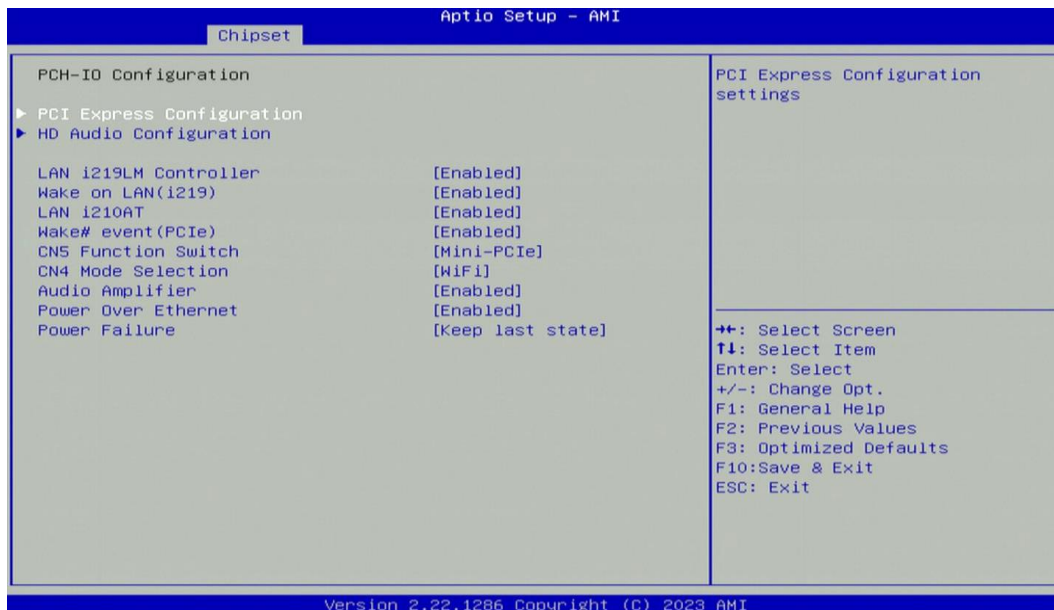 Aptio Setup – AMI
Chipset
PCH-IO Configuration
▶ PCI Express Configuration
▶ HD Audio Configuration
LAN i219LM Controller [Enabled]
Wake on LAN(i219) [Enabled]
LAN i210AT [Enabled]
Wake# event(PCIe) [Enabled]
CN5 Function Switch [Mini-PCIe]
CN4 Mode Selection [WiFi]
Audio Amplifier [Enabled]
Power Over Ethernet [Enabled]
Power Failure [Keep last state]
PCI Express Configuration
settings
→←: Select Screen
↑↓: Select Item
Enter: Select
+/-: Change Opt.
F1: General Help
F2: Previous Values
F3: Optimized Defaults
F10:Save & Exit
ESC: Exit
Version 2.22.1286 Copyright (C) 2023 AMI